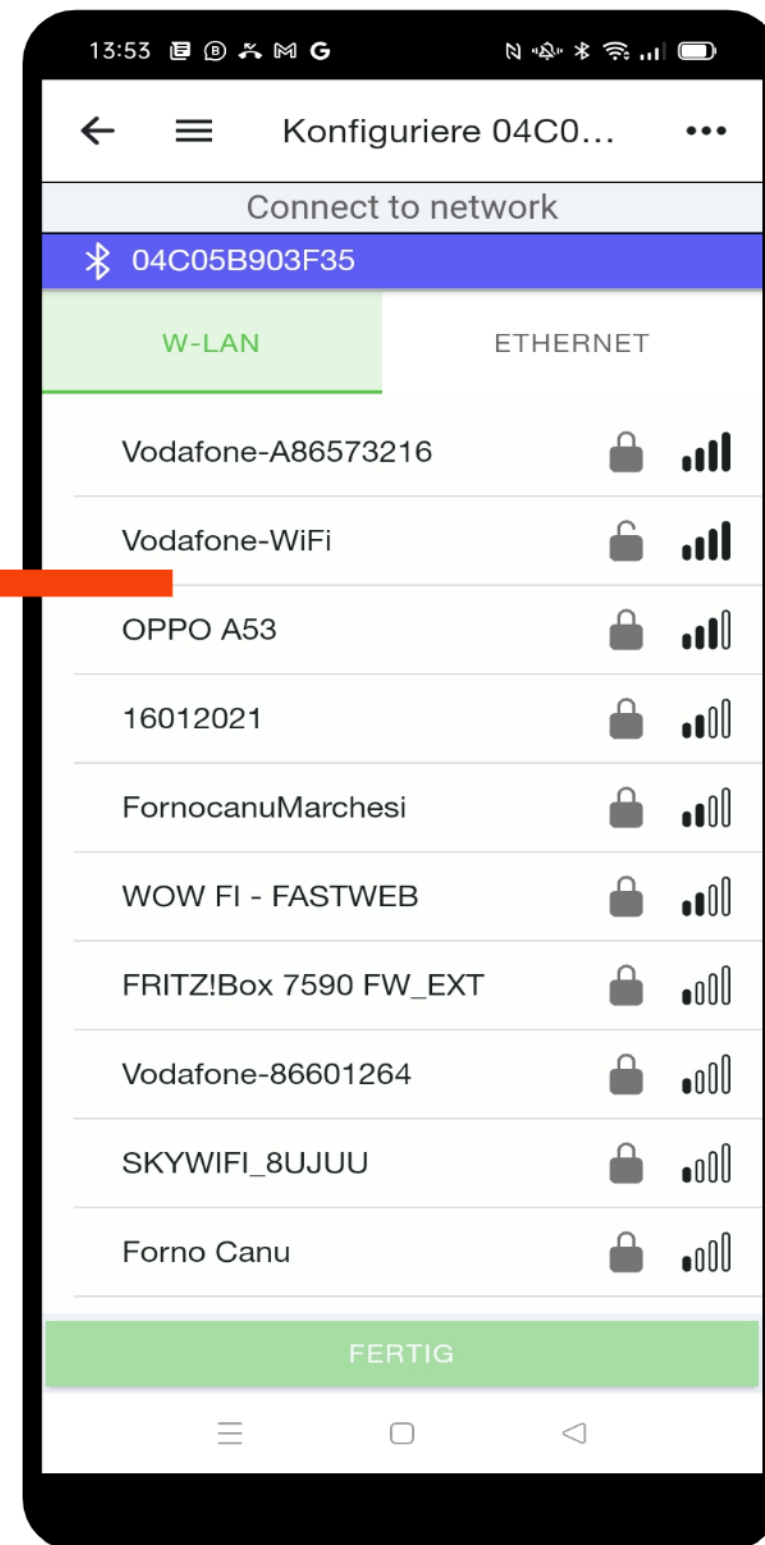 13:53
Konfiguriere 04C0...
Connect to network
04C05B903F35
W-LAN ETHERNET
Vodafone-A86573216
Vodafone-WiFi
OPPO A53
16012021
FornocanuMarchesi
WOW FI - FASTWEB
FRITZ!Box 7590 FW_EXT
Vodafone-86601264
SKYWIFI_8UJUU
Forno Canu
FERTIG